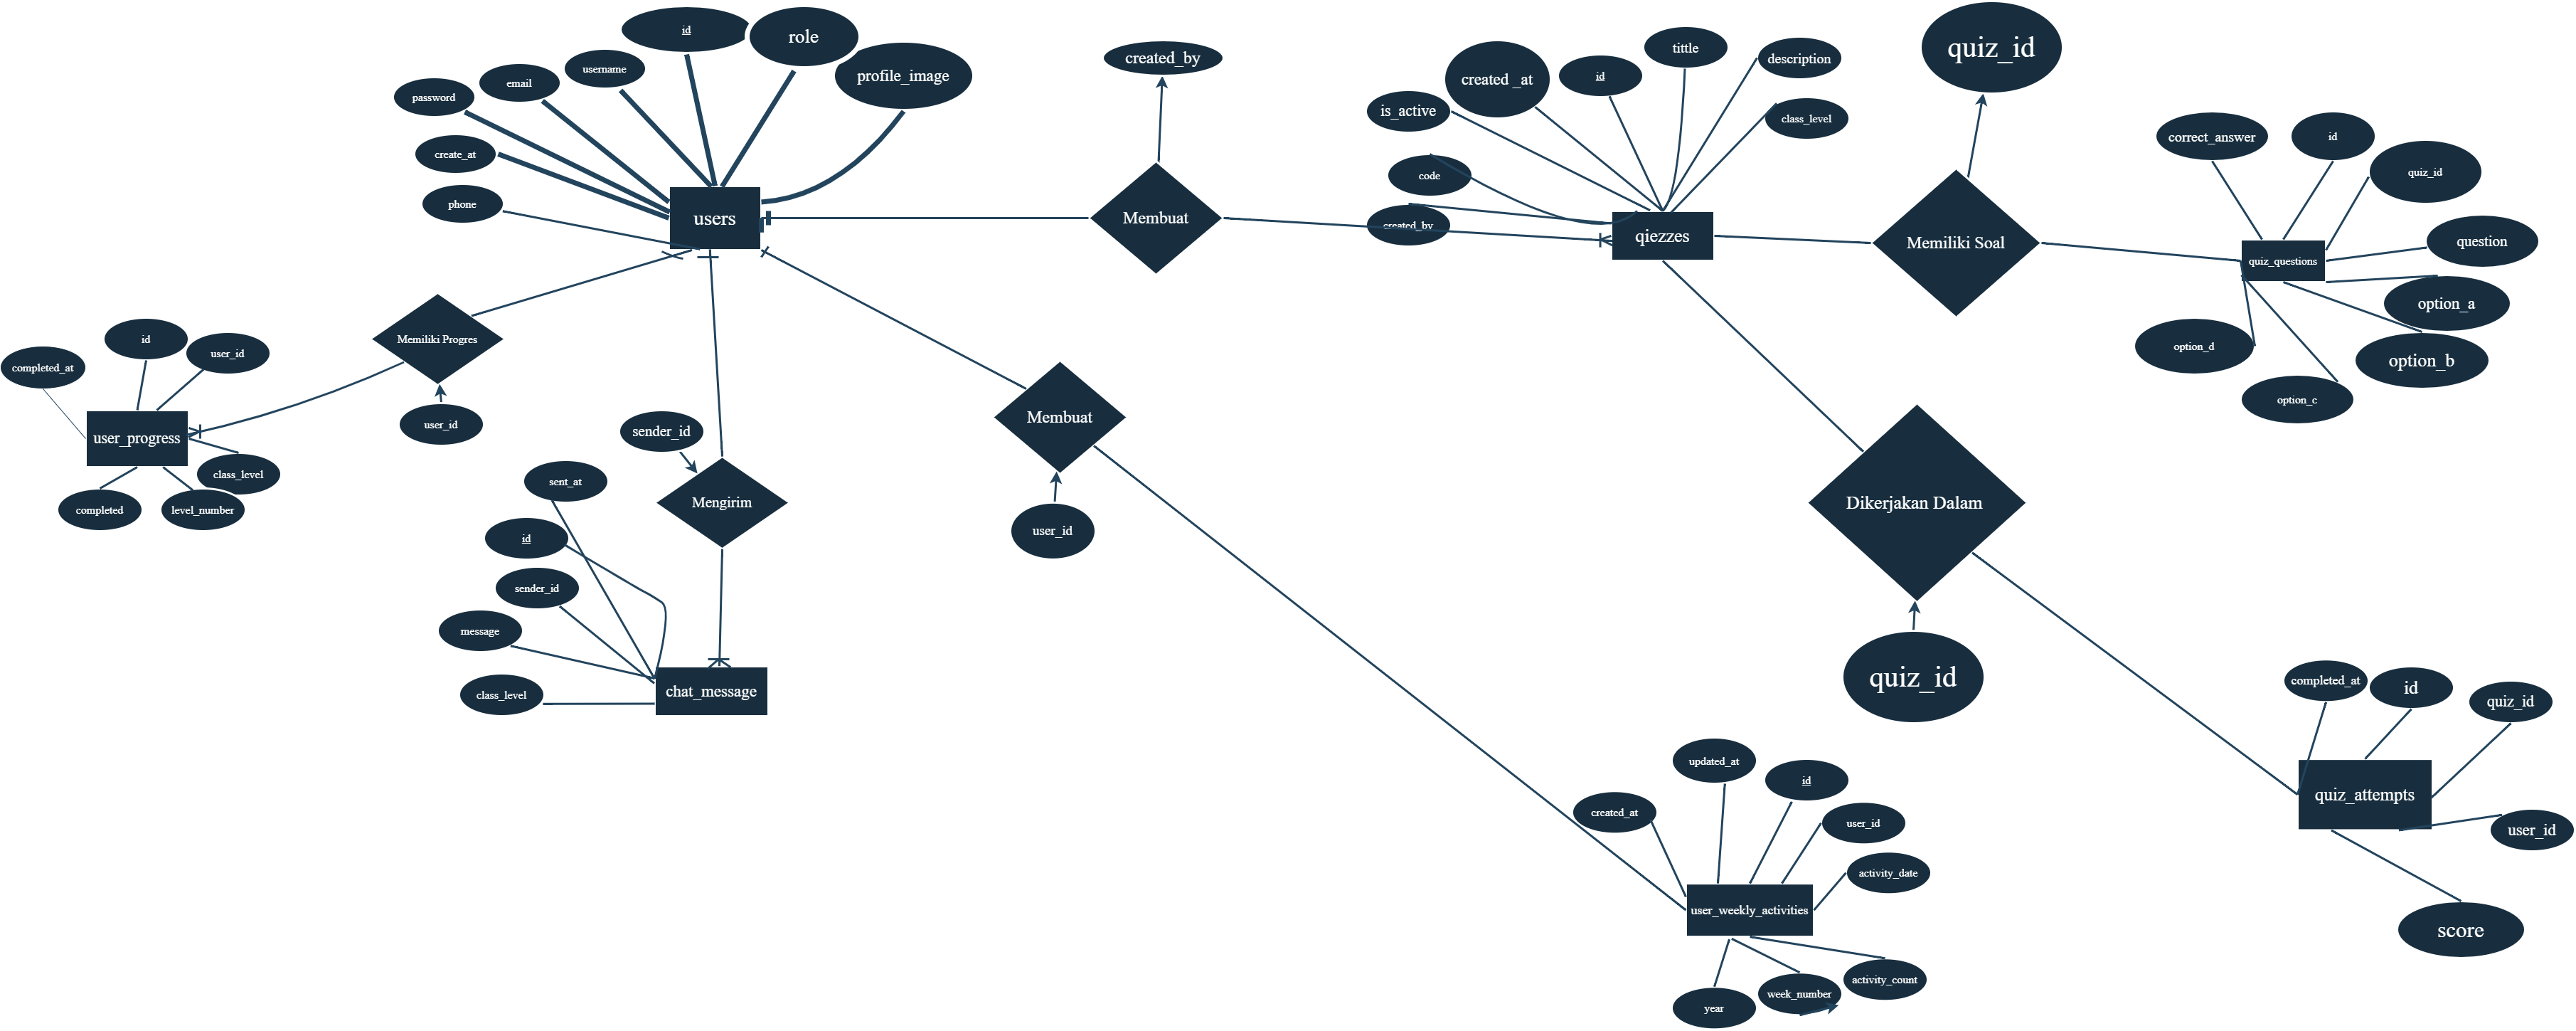 id
role
profile_image
username
email
password
create_at
phone
users
created_by
Membuat
created _at
id
tittle
description
is_active
class_level
code
created_by
qiezzes
quiz_id
Memiliki Soal
correct_answer
id
quiz_id
question
quiz_questions
option_a
option_b
option_c
option_d
Memiliki Progres
user_id
id
user_id
completed_at
user_progress
class_level
completed
level_number
sender_id
Mengirim
sent_at
id
sender_id
message
class_level
chat_message
Membuat
user_id
Dikerjakan Dalam
quiz_id
updated_at
id
created_at
user_id
activity_date
user_weekly_activities
activity_count
week_number
year
completed_at
id
quiz_id
quiz_attempts
user_id
score